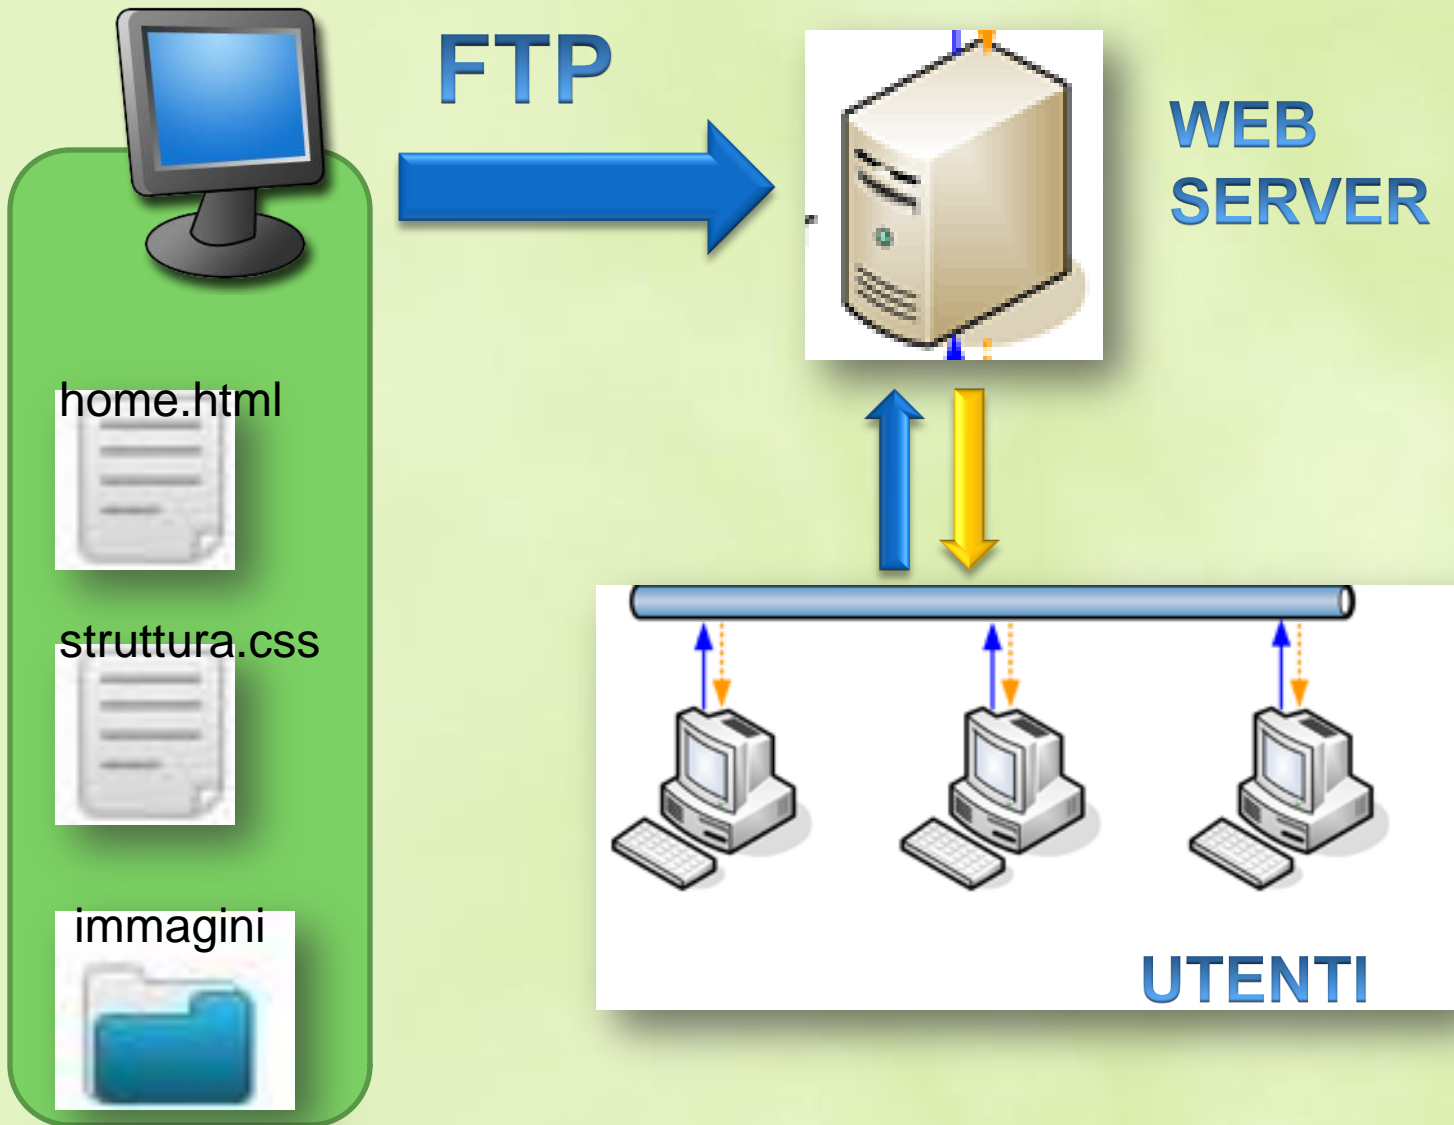 FTP
WEB
SERVER
home.html
struttura.css
immagini
UTENTI